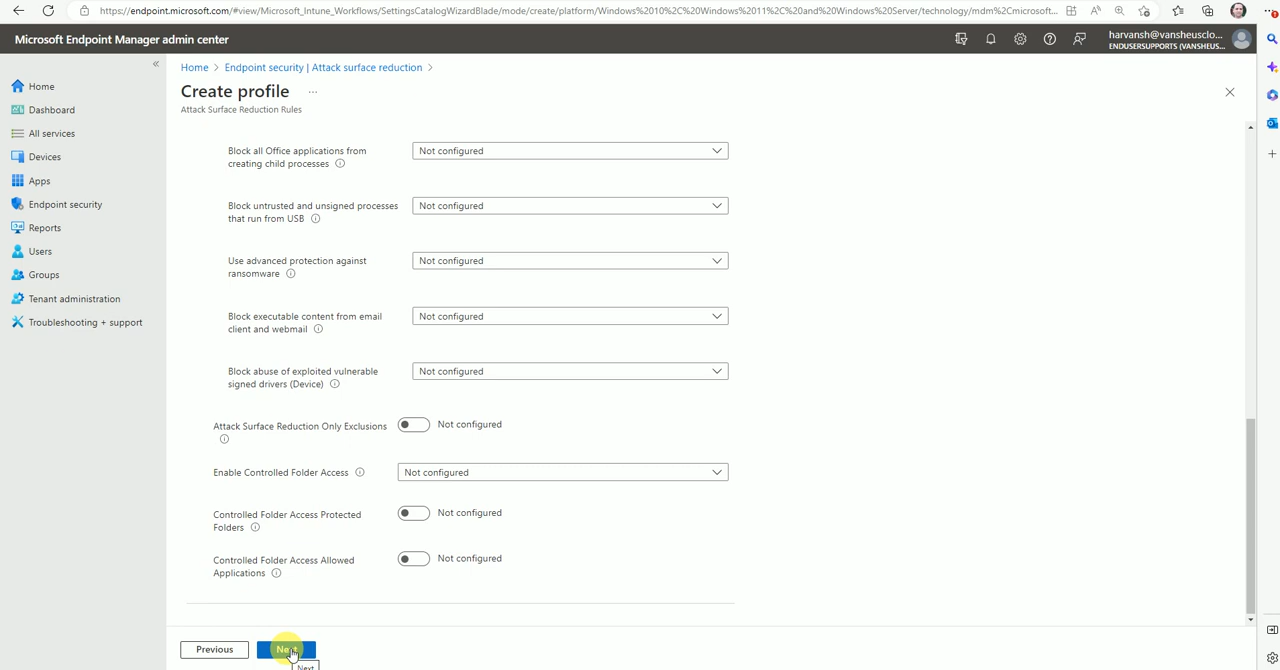 https://endpoint.microsoft.com/#view/Microsoft_Intune_Workflows/SettingsCatalogWizardBlade/mode/create/platform/Windows%2010%2C%20Windows%2011%2C%20and%20Windows%20Server/technology/mdm%2Cmicrosoft...
Microsoft Endpoint Manager admin center
harvansh@vansheusclo...
ENDUSERSUPPORTS (VANSHEUS...
«
Home > Endpoint security | Attack surface reduction >
Create profile ...
Attack Surface Reduction Rules
Home
Dashboard
All services
Devices
Apps
Endpoint security
Reports
Users
Groups
Tenant administration
Troubleshooting + support
Block all Office applications from
creating child processes
Not configured
Block untrusted and unsigned processes
that run from USB
Not configured
Use advanced protection against
ransomware
Not configured
Block executable content from email
client and webmail
Not configured
Block abuse of exploited vulnerable
signed drivers (Device)
Not configured
Attack Surface Reduction Only Exclusions
Not configured
Enable Controlled Folder Access
Not configured
Controlled Folder Access Protected
Folders
Not configured
Controlled Folder Access Allowed
Applications
Not configured
Previous
Next
Next